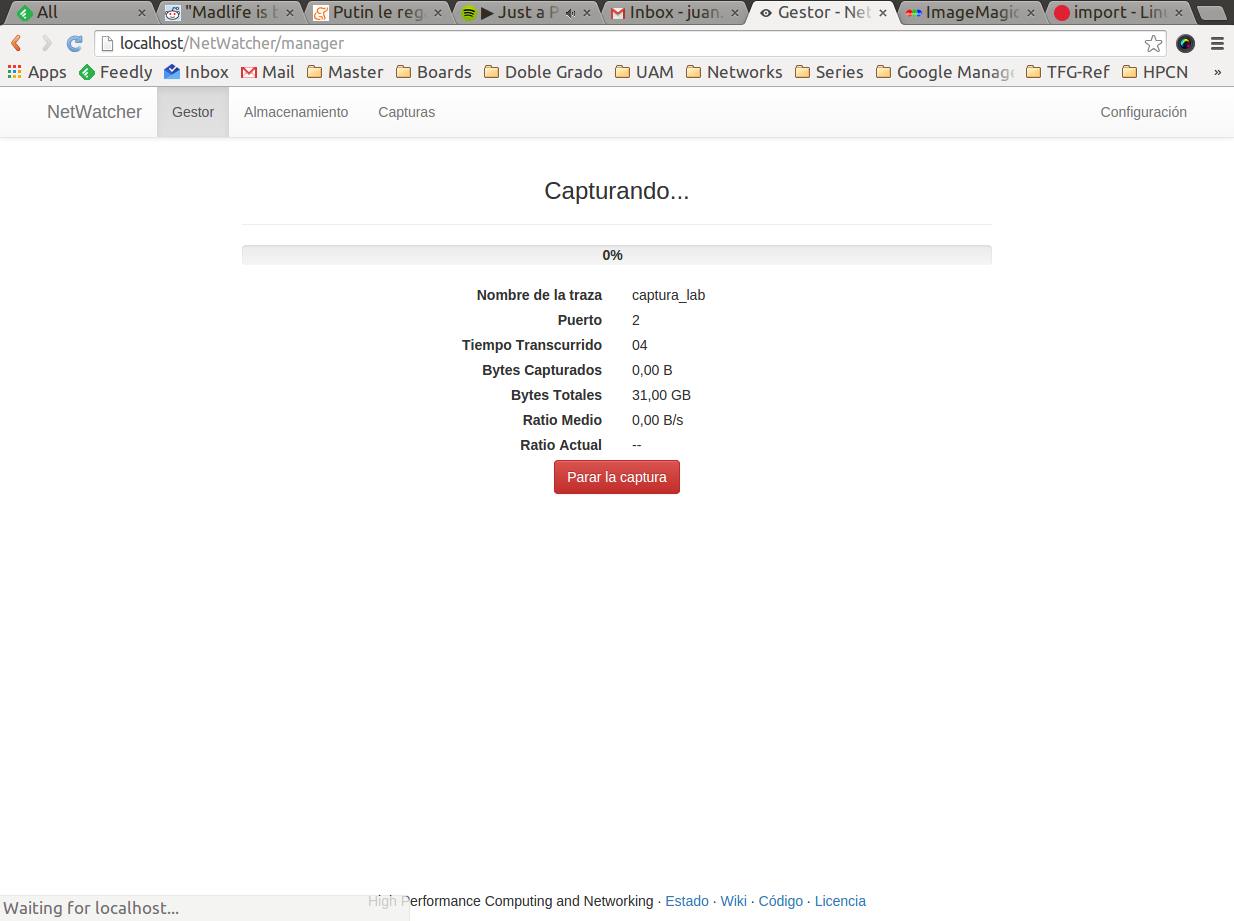 All "Madlife is b Putin le reg Just a P Inbox - juan. Gestor - Net ImageMagic import - Linu
localhost/NetWatcher/manager
Apps Feedly Inbox Mail Master Boards Doble Grado UAM Networks Series Google Manage TFG-Ref HPCN »
NetWatcher Gestor Almacenamiento Capturas Configuración
Capturando...
0%
Nombre de la traza captura_lab
Puerto 2
Tiempo Transcurrido 04
Bytes Capturados 0,00 B
Bytes Totales 31,00 GB
Ratio Medio 0,00 B/s
Ratio Actual --
Parar la captura
High Performance Computing and Networking · Estado · Wiki · Código · Licencia
Waiting for localhost...